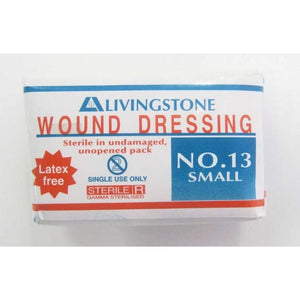 LIVINGSTONE
WOUND DRESSING
Sterile in undamaged,
unopened pack
NO.13
SMALL
Latex
free
SINGLE USE ONLY
STERILE R
GAMMA STERILISED